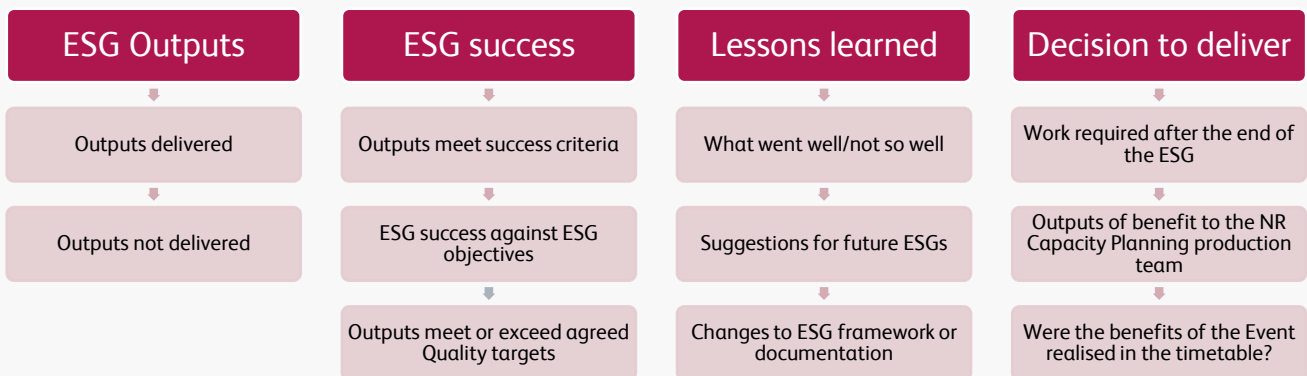 ESG Outputs
Outputs delivered
Outputs not delivered
ESG success
Outputs meet success criteria
ESG success against ESG
objectives
Outputs meet or exceed agreed
Quality targets
Lessons learned
What went well/not so well
Suggestions for future ESGs
Changes to ESG framework or
documentation
Decision to deliver
Work required after the end of
the ESG
Outputs of benefit to the NR
Capacity Planning production
team
Were the benefits of the Event
realised in the timetable?